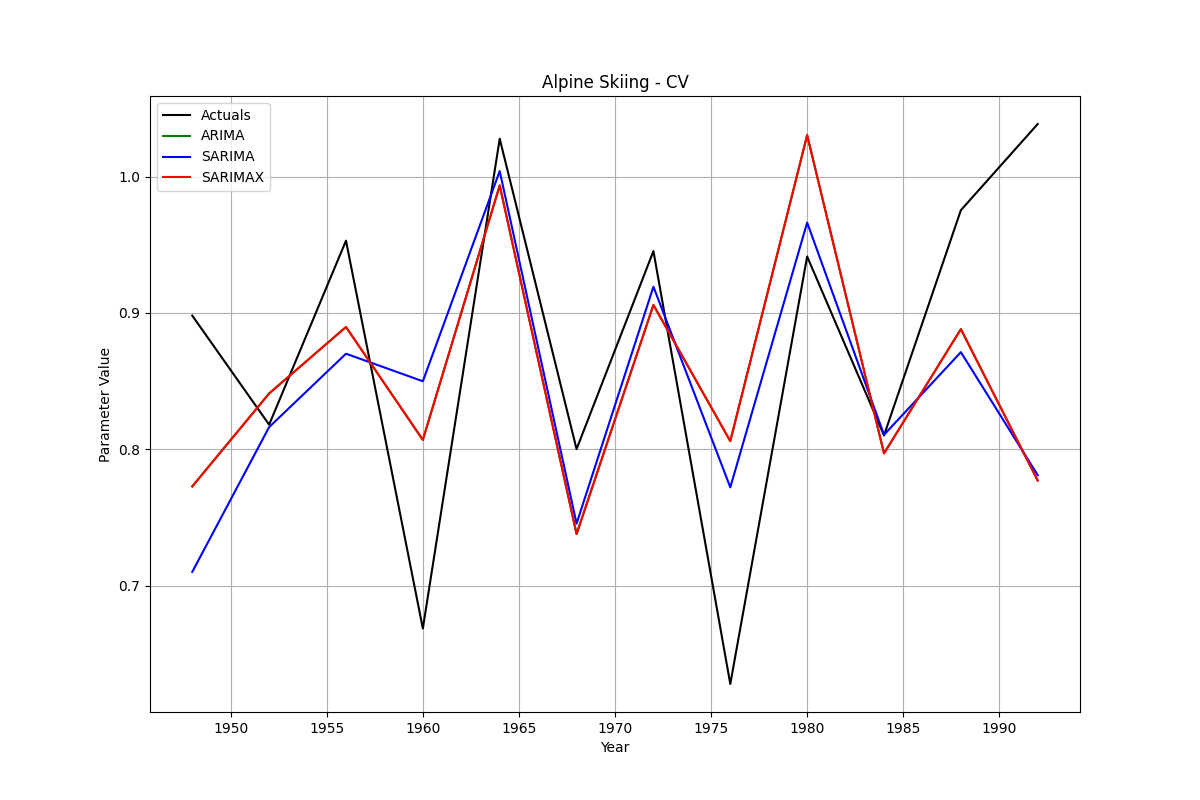 Alpine Skiing - CV
Actuals
ARIMA
SARIMA
SARIMAX
1.0
0.9
0.8
0.7
Parameter Value
1950 1955 1960 1965 1970 1975 1980 1985 1990
Year